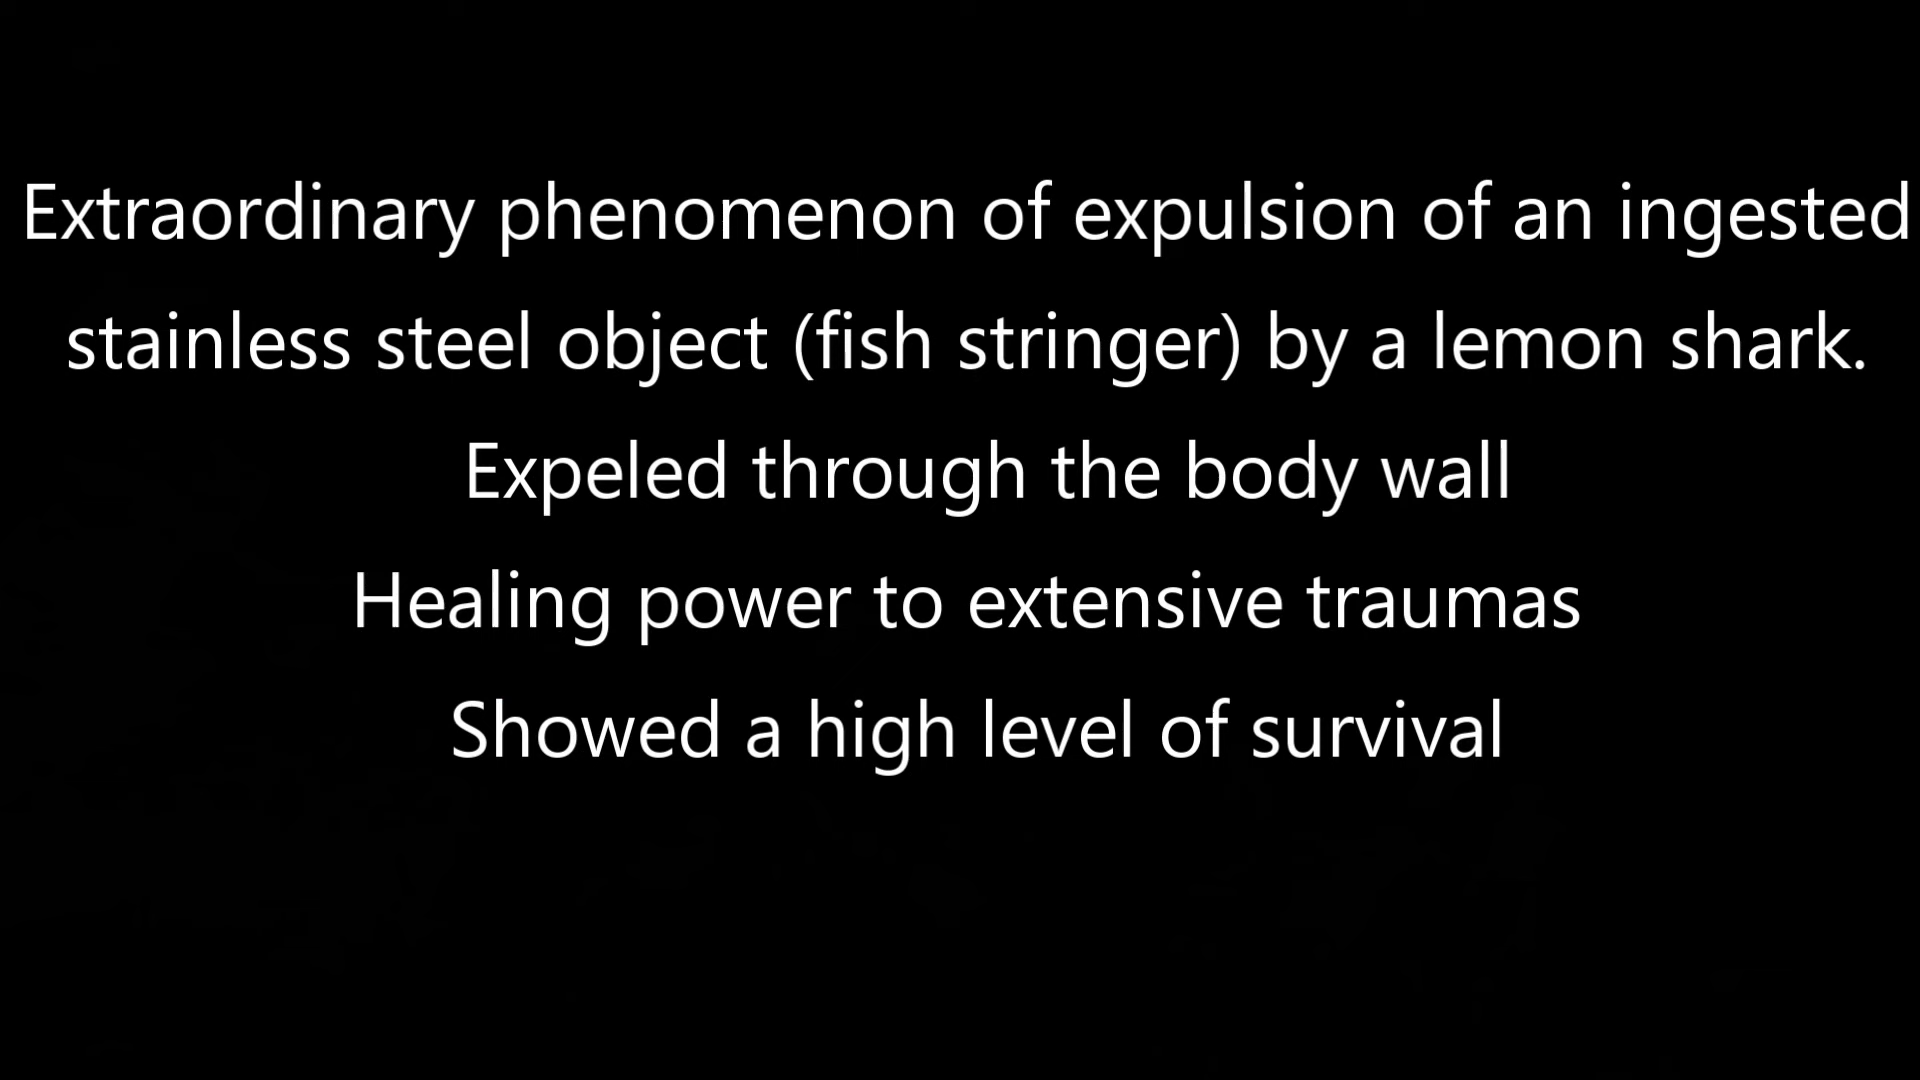 Extraordinary phenomenon of expulsion of an ingested
stainless steel object (fish stringer) by a lemon shark.
Expeled through the body wall
Healing power to extensive traumas
Showed a high level of survival